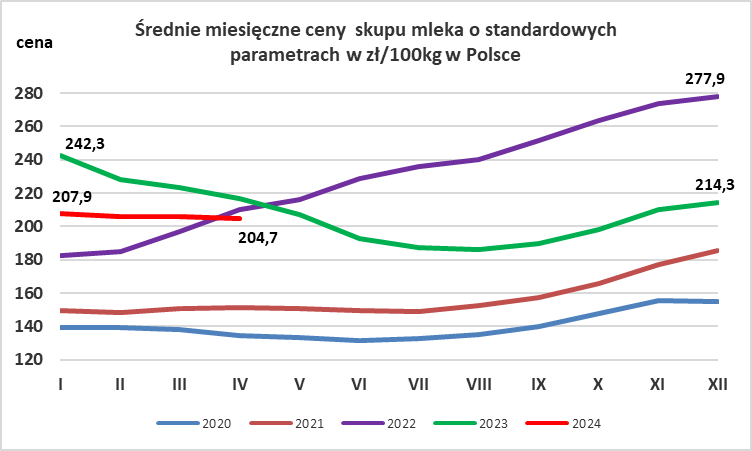 Średnie miesięczne ceny skupu mleka o standardowych
parametrach w zł/100kg w Polsce
cena
277,9
280
260
242,3
240
220
207,9
214,3
200
204,7
180
160
140
120
I II III IV V VI VII VIII IX X XI XII
2020 2021 2022 2023 2024